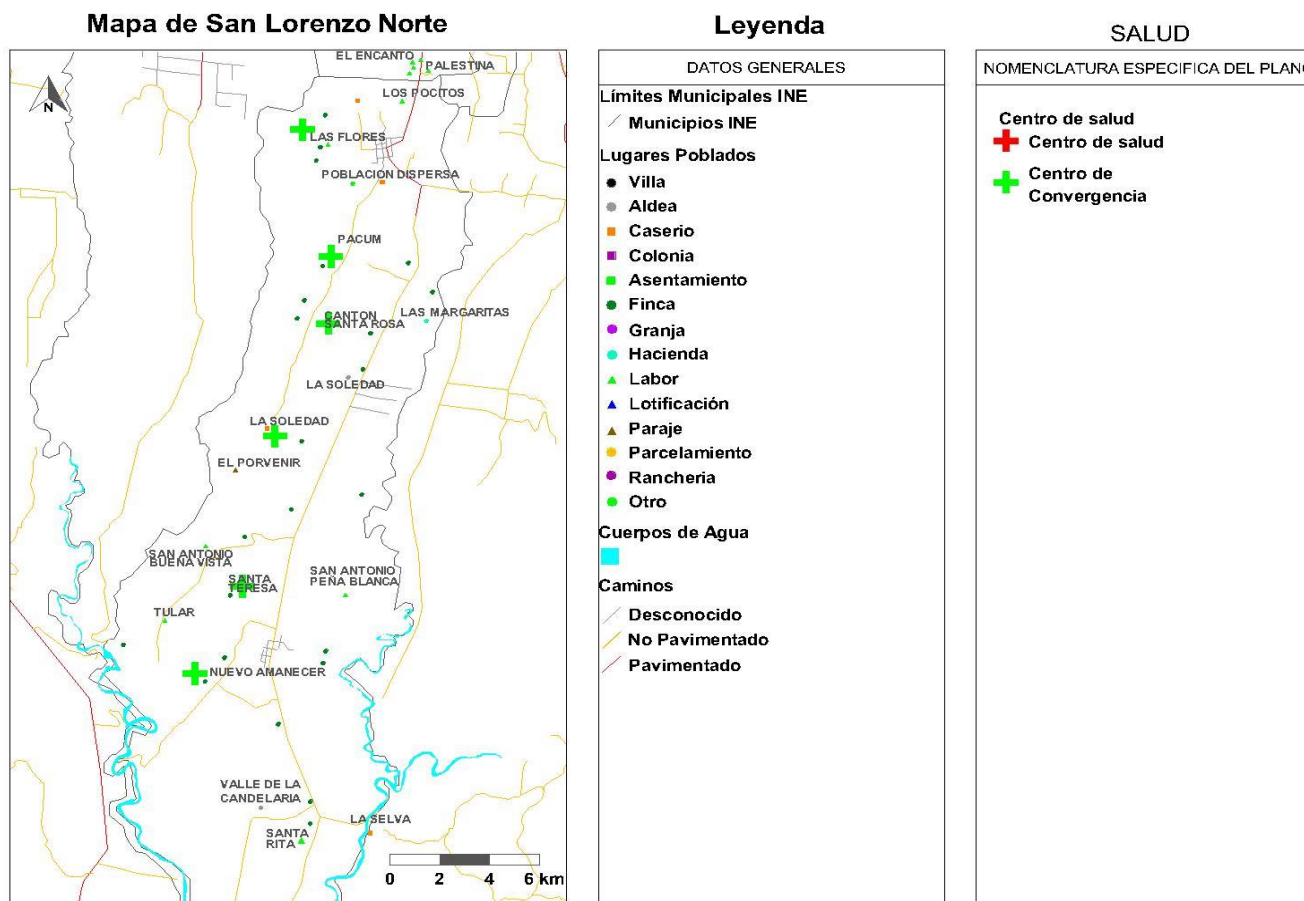 Mapa de San Lorenzo Norte
EL ENCANTO
PALESTINA
LOS POCITOS
N
LAS FLORES
POBLACION DISPERSA
PACUM
CANTON
SANTA ROSA
LAS MARGARITAS
LA SOLEDAD
LA SOLEDAD
EL PORVENIR
SAN ANTONIO
BUENA VISTA
SANTA
TERESA
SAN ANTONIO
PEÑA BLANCA
TULAR
NUEVO AMANECER
VALLE DE LA
CANDELARIA
LA SELVA
SANTA
RITA
0 2 4 6 km
Leyenda
DATOS GENERALES
Límites Municipales INE
Municipios INE
Lugares Poblados
Villa
Aldea
Caserio
Colonia
Asentamiento
Finca
Granja
Hacienda
Labor
Lotificación
Paraje
Parcelamiento
Rancheria
Otro
Cuerpos de Agua
Caminos
Desconocido
No Pavimentado
Pavimentado
SALUD
NOMENCLATURA ESPECIFICA DEL PLANO
Centro de salud
Centro de salud
Centro de
Convergencia